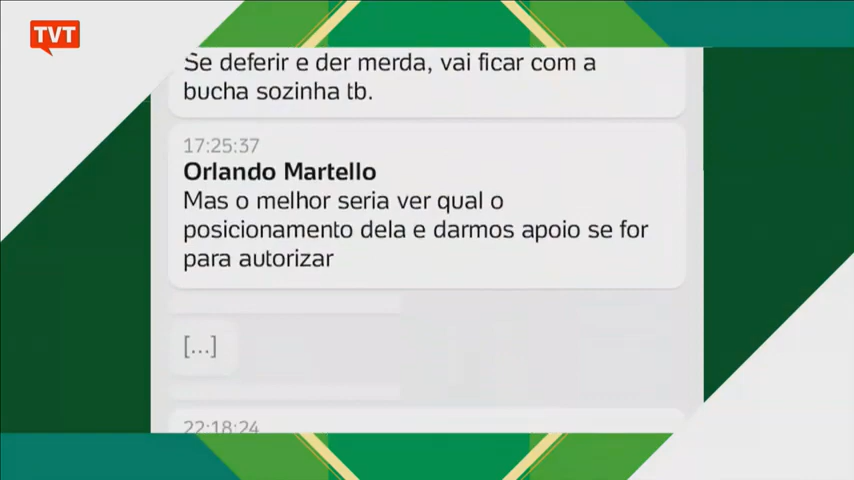 TVT
Se deferir e der merda, vai ficar com a
bucha sozinha tb.
17:25:37
Orlando Martello
Mas o melhor seria ver qual o
posicionamento dela e darmos apoio se for
para autorizar
[...]
22:18:24